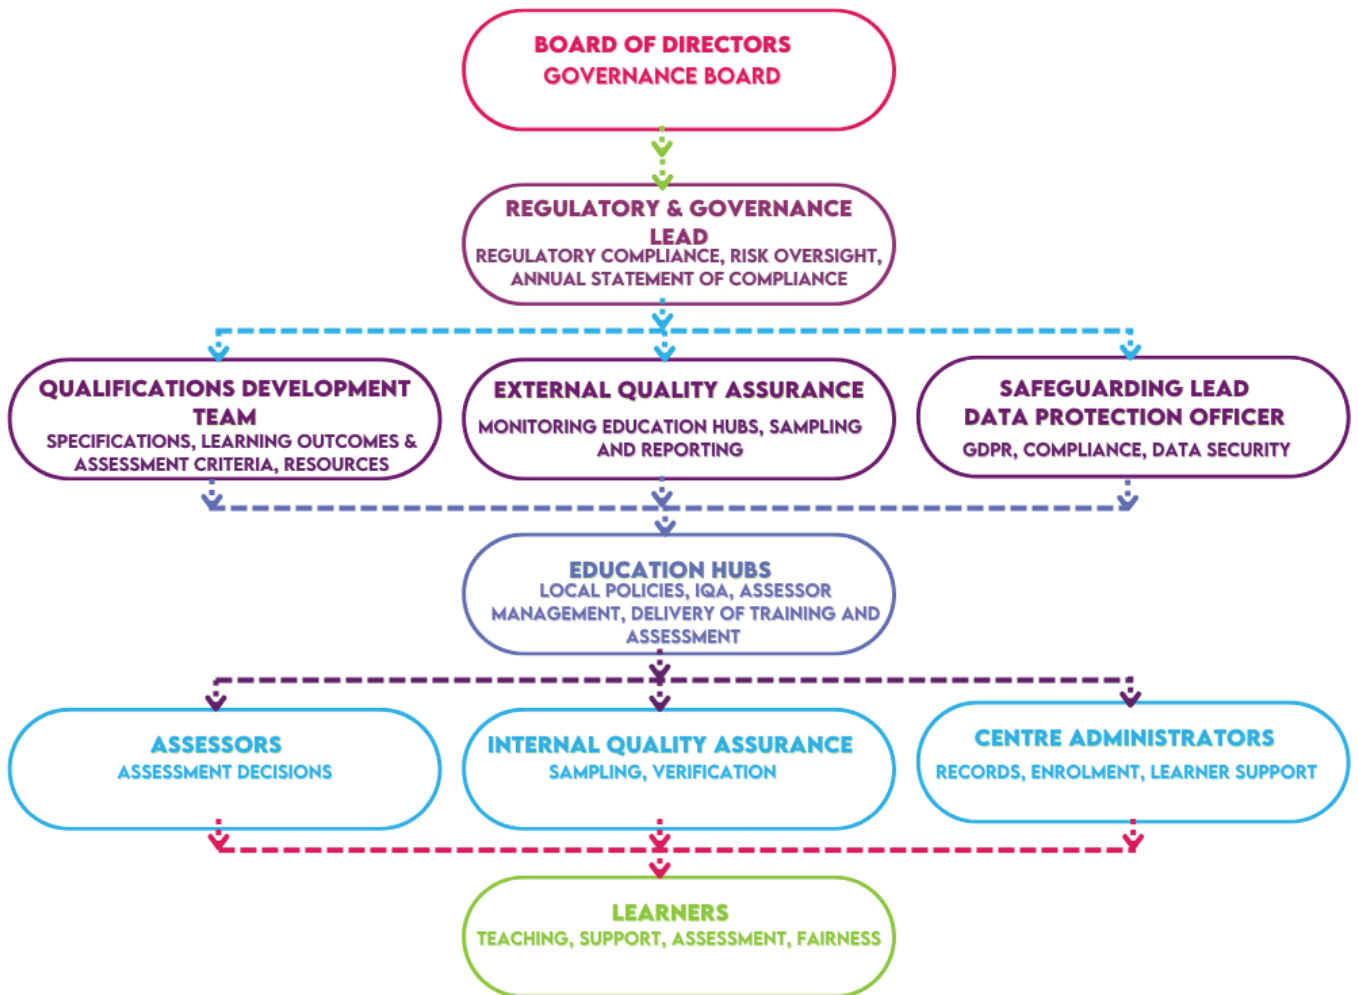 BOARD OF DIRECTORS
GOVERNANCE BOARD
REGULATORY & GOVERNANCE
LEAD
REGULATORY COMPLIANCE, RISK OVERSIGHT,
ANNUAL STATEMENT OF COMPLIANCE
QUALIFICATIONS DEVELOPMENT
TEAM
SPECIFICATIONS, LEARNING OUTCOMES &
ASSESSMENT CRITERIA, RESOURCES
EXTERNAL QUALITY ASSURANCE
MONITORING EDUCATION HUBS, SAMPLING
AND REPORTING
SAFEGUARDING LEAD
DATA PROTECTION OFFICER
GDPR, COMPLIANCE, DATA SECURITY
EDUCATION HUBS
LOCAL POLICIES, IQA, ASSESSOR
MANAGEMENT, DELIVERY OF TRAINING AND
ASSESSMENT
ASSESSORS
ASSESSMENT DECISIONS
INTERNAL QUALITY ASSURANCE
SAMPLING, VERIFICATION
CENTRE ADMINISTRATORS
RECORDS, ENROLMENT, LEARNER SUPPORT
LEARNERS
TEACHING, SUPPORT, ASSESSMENT, FAIRNESS